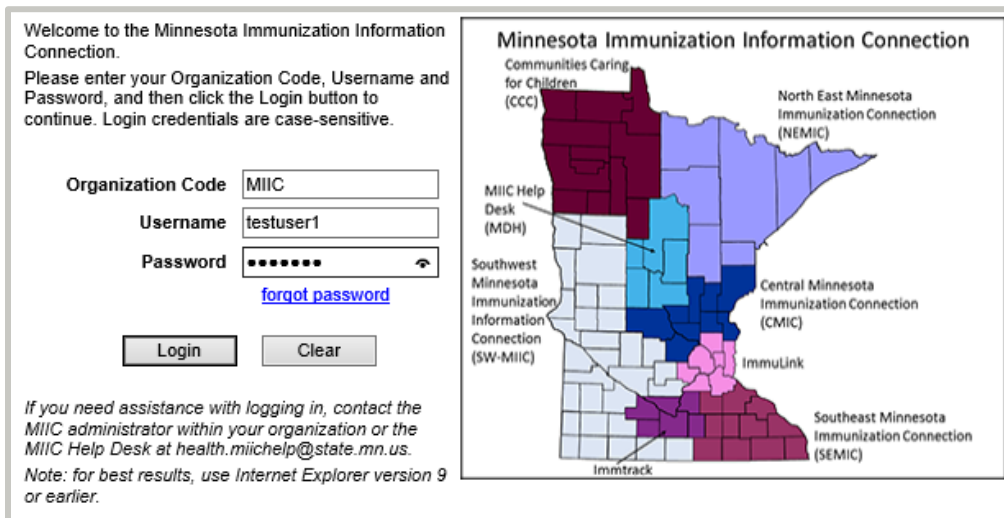 Welcome to the Minnesota Immunization Information
Connection.
Please enter your Organization Code, Username and
Password, and then click the Login button to
continue. Login credentials are case-sensitive.
Organization Code MIIC
Username testuser1
Password •••••••
forgot password
Login Clear
If you need assistance with logging in, contact the
MIIC administrator within your organization or the
MIIC Help Desk at health.miichelp@state.mn.us.
Note: for best results, use Internet Explorer version 9
or earlier.
Minnesota Immunization Information Connection
Communities Caring
for Children
(CCC)
North East Minnesota
Immunization Connection
(NEMIC)
MIIC Help
Desk
(MDH)
Southwest
Minnesota
Immunization
Information
Connection
(SW-MIIC)
Central Minnesota
Immunization Connection
(CMIC)
ImmuLink
Southeast Minnesota
Immunization Connection
(SEMIC)
Immtrack